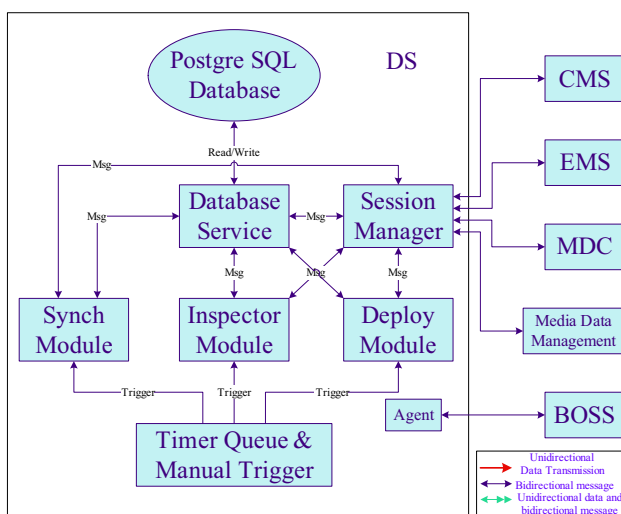 Postgre SQL
Database
DS
CMS
Read/Write
Msg
EMS
Database
Service
Session
Manager
Msg
Msg
MDC
Msg
Msg
Msg
Synch
Module
Inspector
Module
Deploy
Module
Media Data
Management
Trigger
Trigger
Trigger
Agent
BOSS
Timer Queue &
Manual Trigger
Unidirectional
Data Transmission
Bidirectional message
Unidirectional data and
bidirectional message